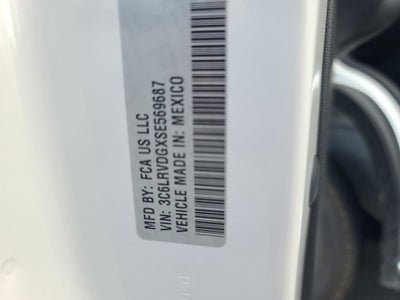 MFD BY: FCA US LLC
VIN: 3C6LRVDGXSE569687
VEHICLE MADE IN: MEXICO